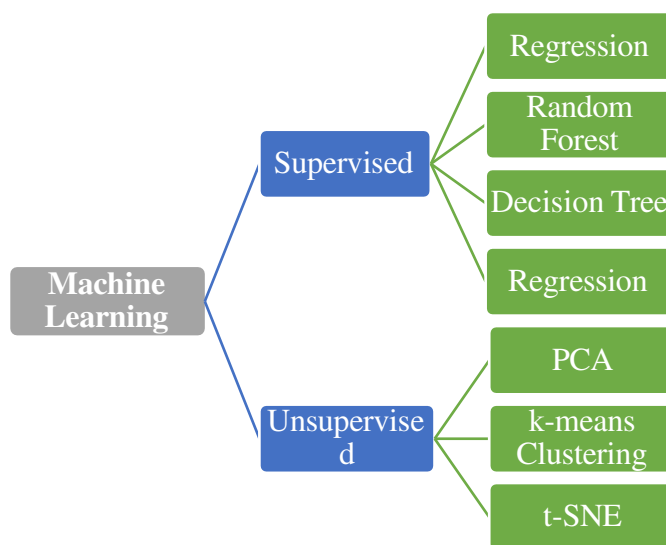 Machine
Learning
Supervised
Regression
Random
Forest
Decision Tree
Regression
Unsupervise
d
PCA
k-means
Clustering
t-SNE